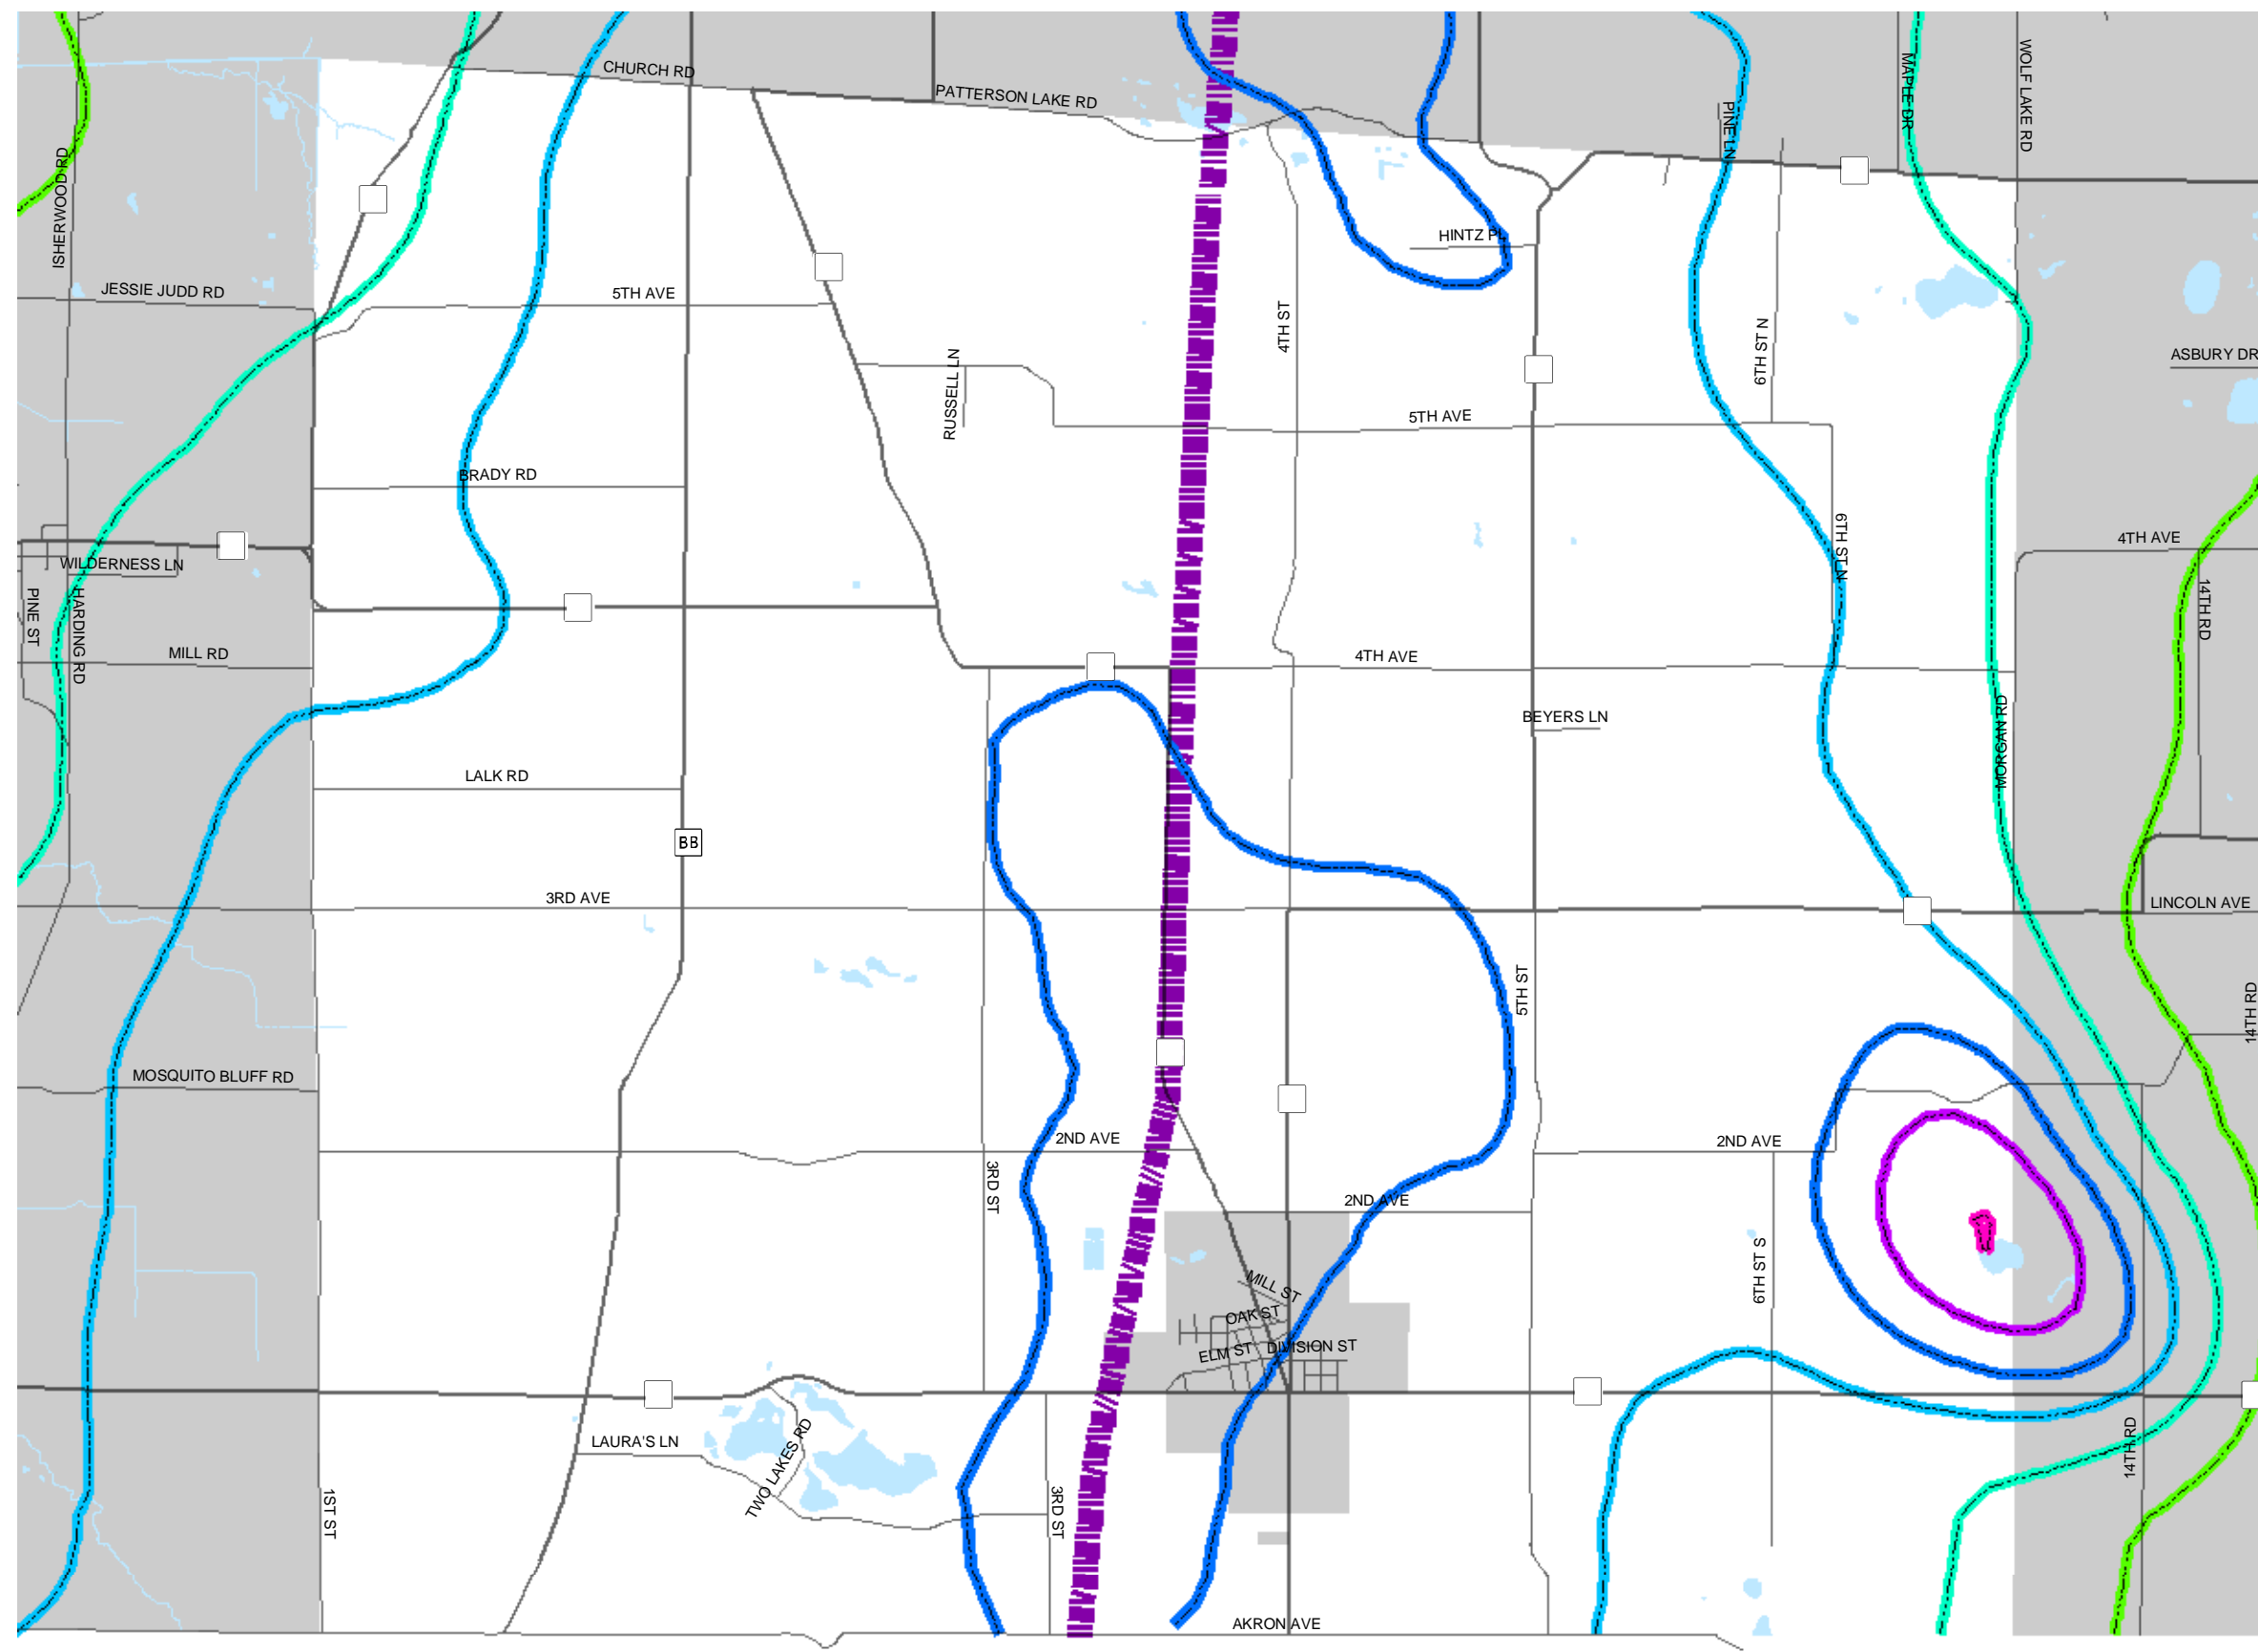 CHURCH RD
PATTERSON LAKE RD
PINE LN
MAPLE DR
WOLF LAKE RD
ISHERWOOD RD
HINTZ PL
JESSIE JUDD RD
5TH AVE
4TH ST
6TH ST N
ASBURY DR
RUSSELL LN
5TH AVE
BRADY RD
6TH ST LN
4TH AVE
WILDERNESS LN
PINE ST
HARDING RD
14TH RD
MILL RD
4TH AVE
BEYERS LN
MORGAN RD
LALK RD
BB
3RD AVE
LINCOLN AVE
5TH ST
14TH RD
MOSQUITO BLUFF RD
2ND AVE
2ND AVE
3RD ST
2ND AVE
6TH ST S
MILL ST
OAK ST
ELM ST
DIVISION ST
LAURA'S LN
TWO LAKES RD
14TH RD
1ST ST
3RD ST
AKRON AVE